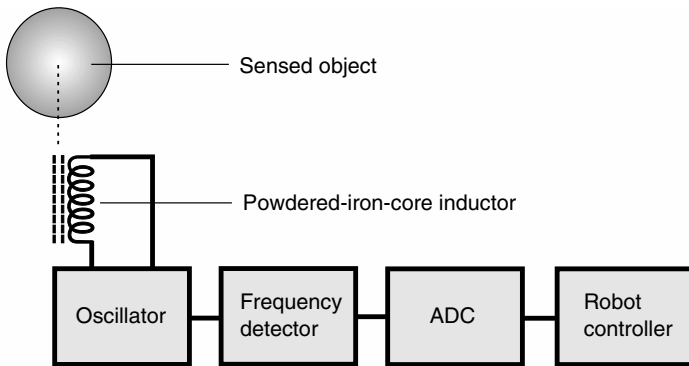 Sensed object
Powdered-iron-core inductor
Oscillator
Frequency
detector
ADC
Robot
controller